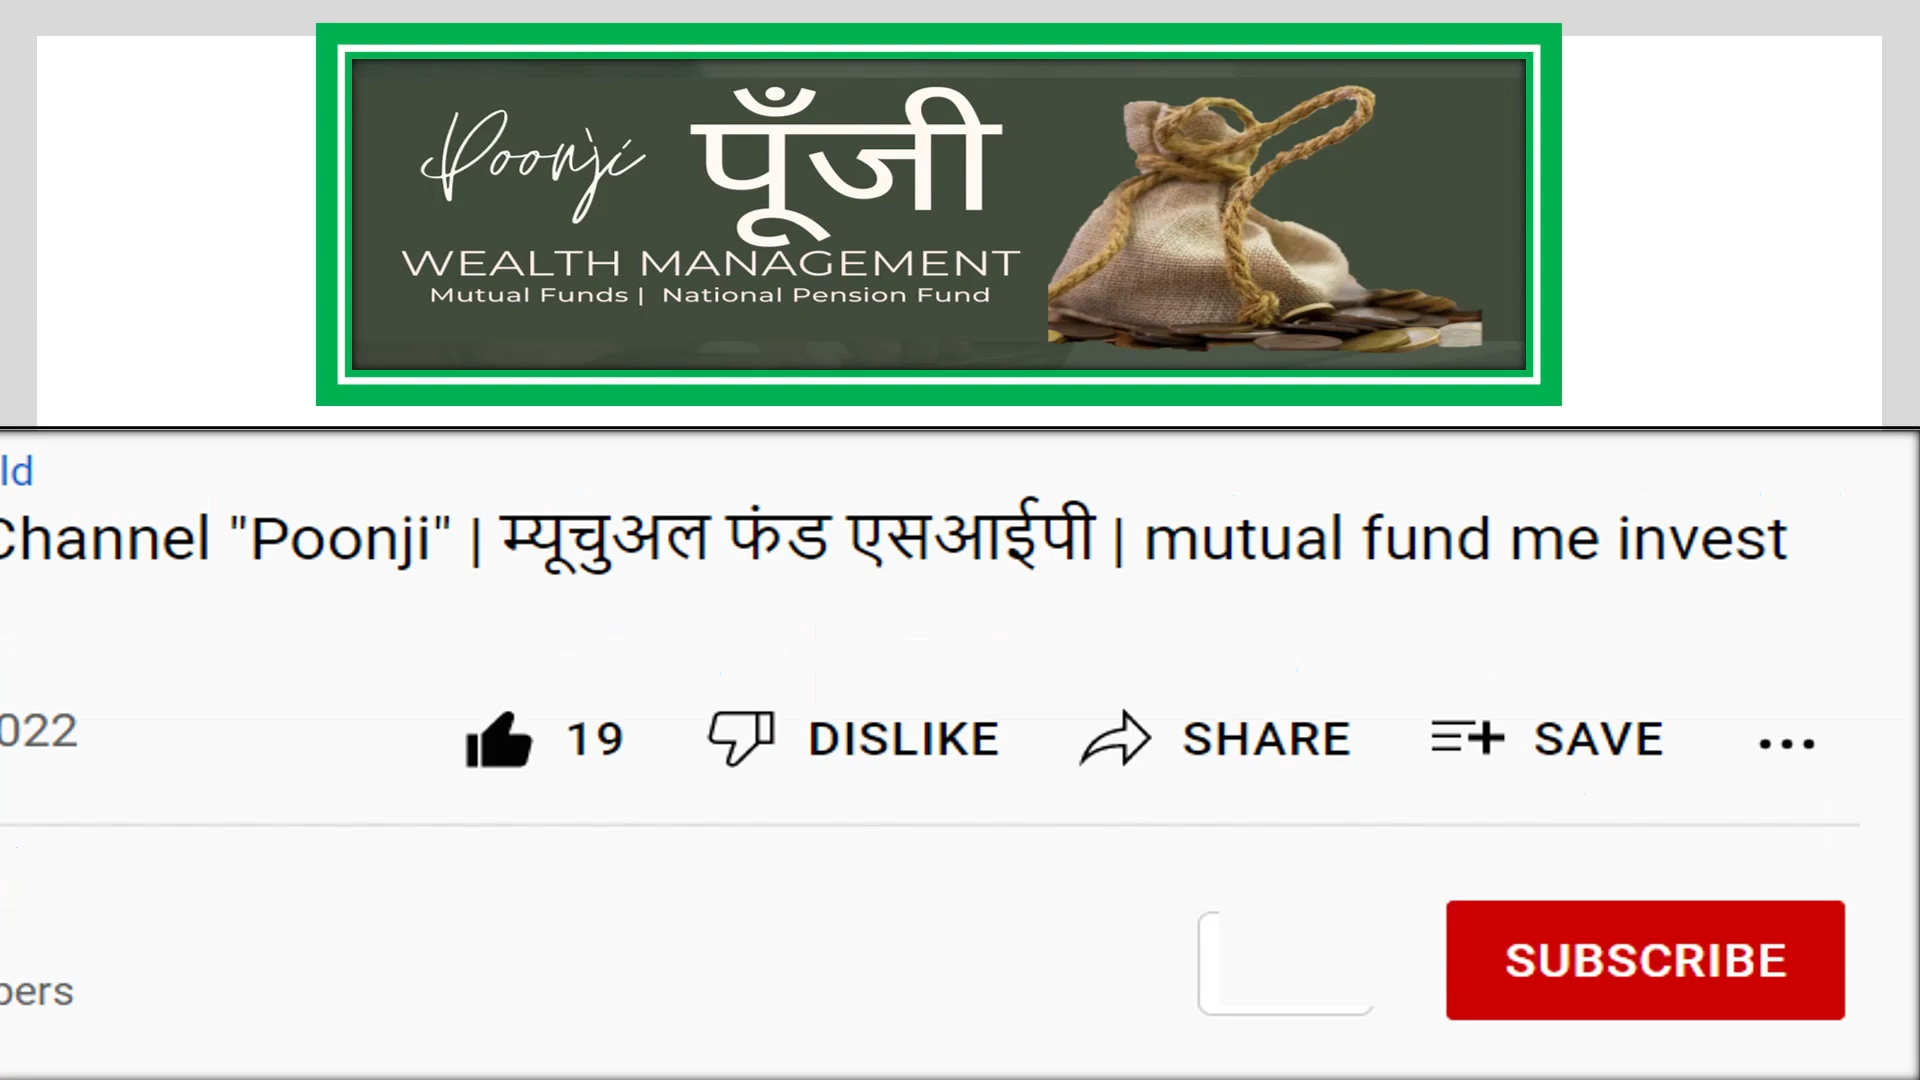 Poonji पूँजी
WEALTH MANAGEMENT
Mutual Funds | National Pension Fund
ld
Channel "Poonji" | म्यूचुअल फंड एसआईपी | mutual fund me invest
022 19 DISLIKE SHARE SAVE
SUBSCRIBE
bers